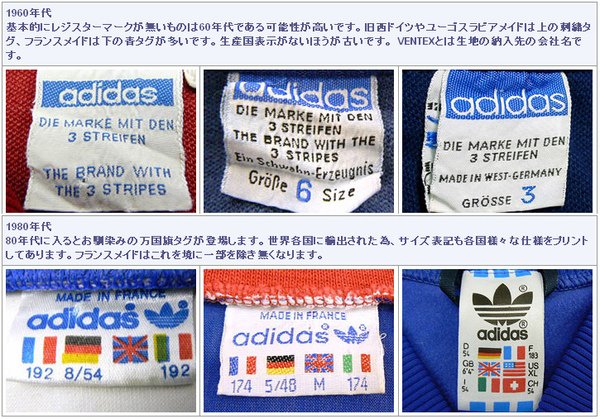 1960年代
基本的にレジスターマークが無いものは60年代である可能性が高いです。旧西ドイツやユーゴスラビアメイドは上の刺繍タ
グ、フランスメイドは下の青タグが多いです。生産国表示がないほうが古いです。 VENTEXとは生地の納入先の会社名で
す。
adidas
DIE MARKE MIT DEN
3 STREIFEN
THE BRAND WITH
THE 3 STRIPES
adidas
DIE MARKE MIT DEN
3 STREIFEN
THE BRAND WITH
THE 3 STRIPES
Ein Schwahn-Erzeugnis
Größe 6 Size
adidas
DIE MARKE MIT DEN
3 STREIFEN
MADE IN WEST-GERMANY
GRÖSSE 3
1980年代
80年代に入るとお馴染みの万国旗タグが登場します。世界各国に輸出された為、サイズ表記も各国様々な仕様をプリント
してあります。フランスメイドはこれを境に一部を除き無くなります。
MADE IN FRANCE
adidas
192 8/54 192
MADE IN FRANCE
adidas
174 5/48 M 174
adidas
D 54 F 183
GB 6'4" US XL
I 54 CH 54